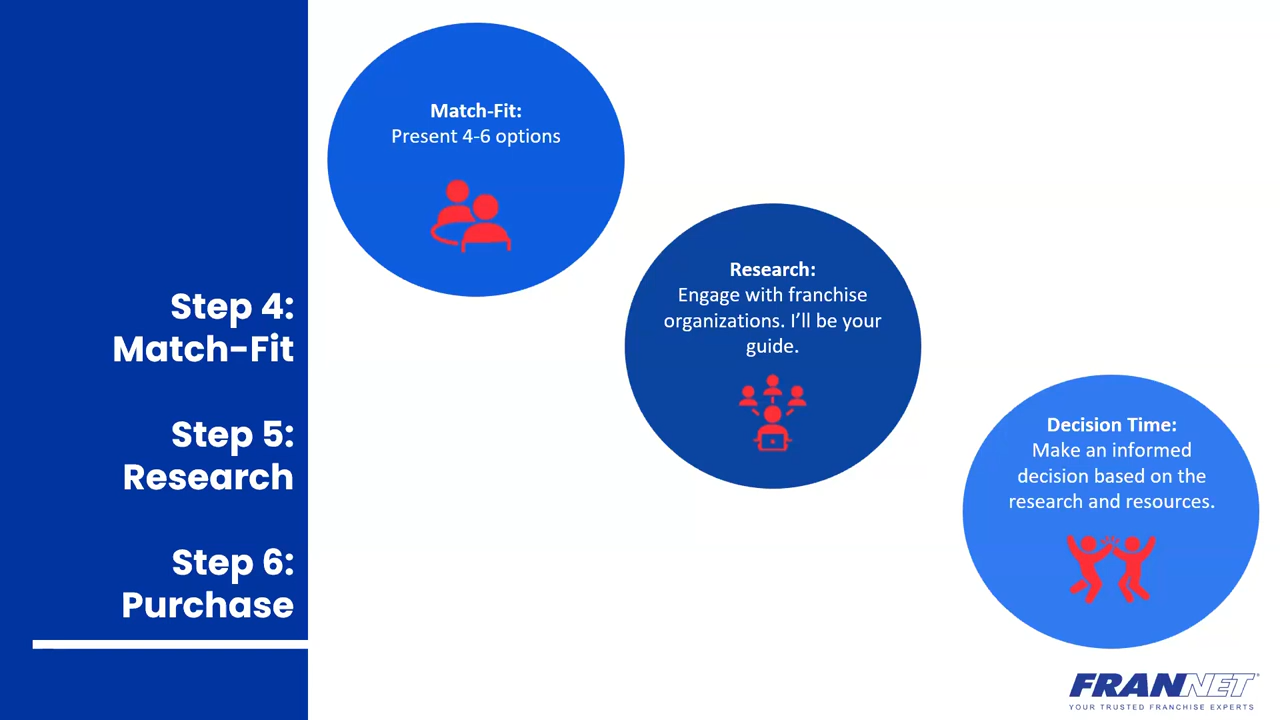 Step 4:
Match-Fit
Step 5:
Research
Step 6:
Purchase
Match-Fit:
Present 4-6 options
Research:
Engage with franchise
organizations. I’ll be your
guide.
Decision Time:
Make an informed
decision based on the
research and resources.
FRANNET
YOUR TRUSTED FRANCHISE EXPERTS